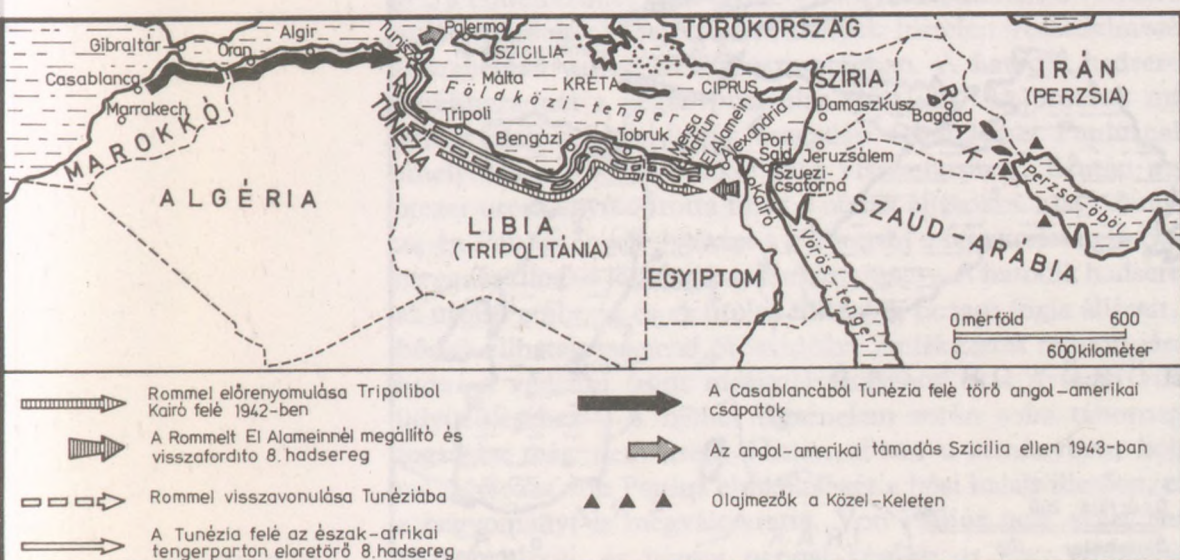 TÖRÖKORSZÁG
Palermo
Algir
Tunisz
Gibraltár
Oran
SZICILIA
IRÁN
(PERZSIA)
Casablanca
Málta
KRÉTA
CIPRUS
SZÍRIA
IRAK
Földközi-tenger
Marrakech
Damaszkusz
Bagdad
Tripoli
Tobruk
Mersa
Matrun
El Alamein
Alexandria
Bengázi
MAROKKÓ
TUNÉZIA
Port
Said
Jeruzsálem
Szuezi
csatorna
Perzsa-öböl
ALGÉRIA
Kairó
SZAÚD-ARÁBIA
LÍBIA
(TRIPOLITÁNIA)
Vörös-tenger
EGYIPTOM
0 mérföld 600
0 600 kilométer
Rommel előrenyomulása Tripoliból
Kairó felé 1942-ben
A Rommelt El Alameinnél megállító és
visszafordító 8. hadsereg
Rommel visszavonulása Tunéziába
A Tunézia felé az észak-afrikai
tengerparton előretörő 8. hadsereg
A Casablancából Tunézia felé törő angol-amerikai
csapatok
Az angol-amerikai támadás Szicília ellen 1943-ban
Olajmezők a Közel-Keleten